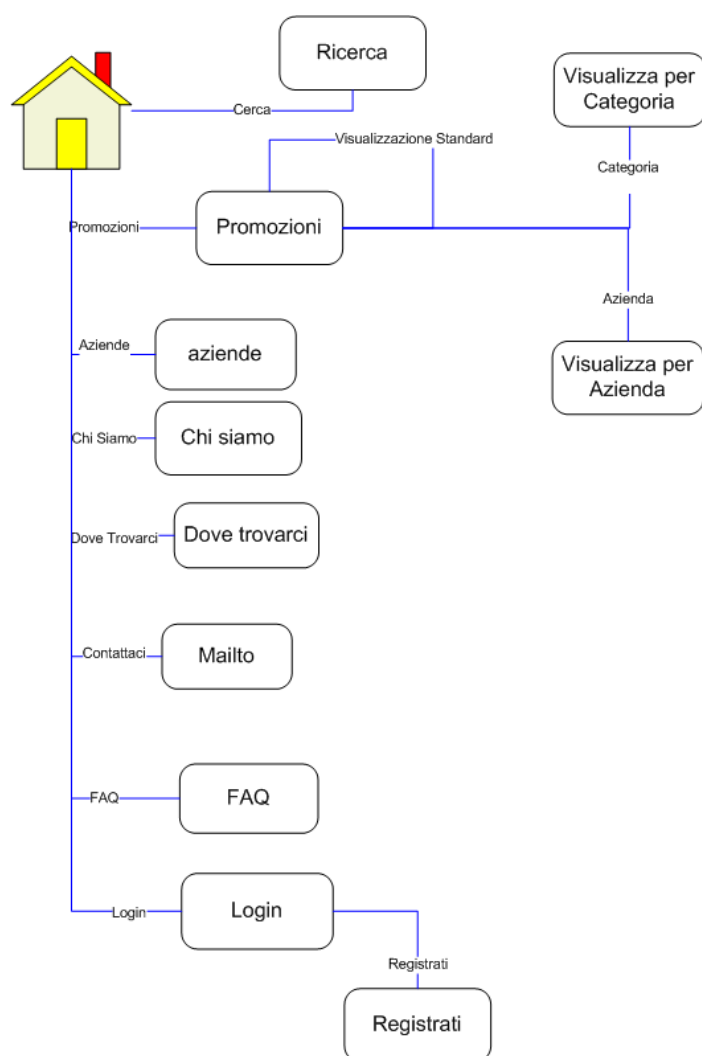 Ricerca
Cerca
Visualizza per
Categoria
Visualizzazione Standard
Categoria
Promozioni
Promozioni
Azienda
Visualizza per
Azienda
Aziende
aziende
Chi Siamo
Chi siamo
Dove Trovarci
Dove trovarci
Contattaci
Mailto
FAQ
FAQ
Login
Login
Registrati
Registrati